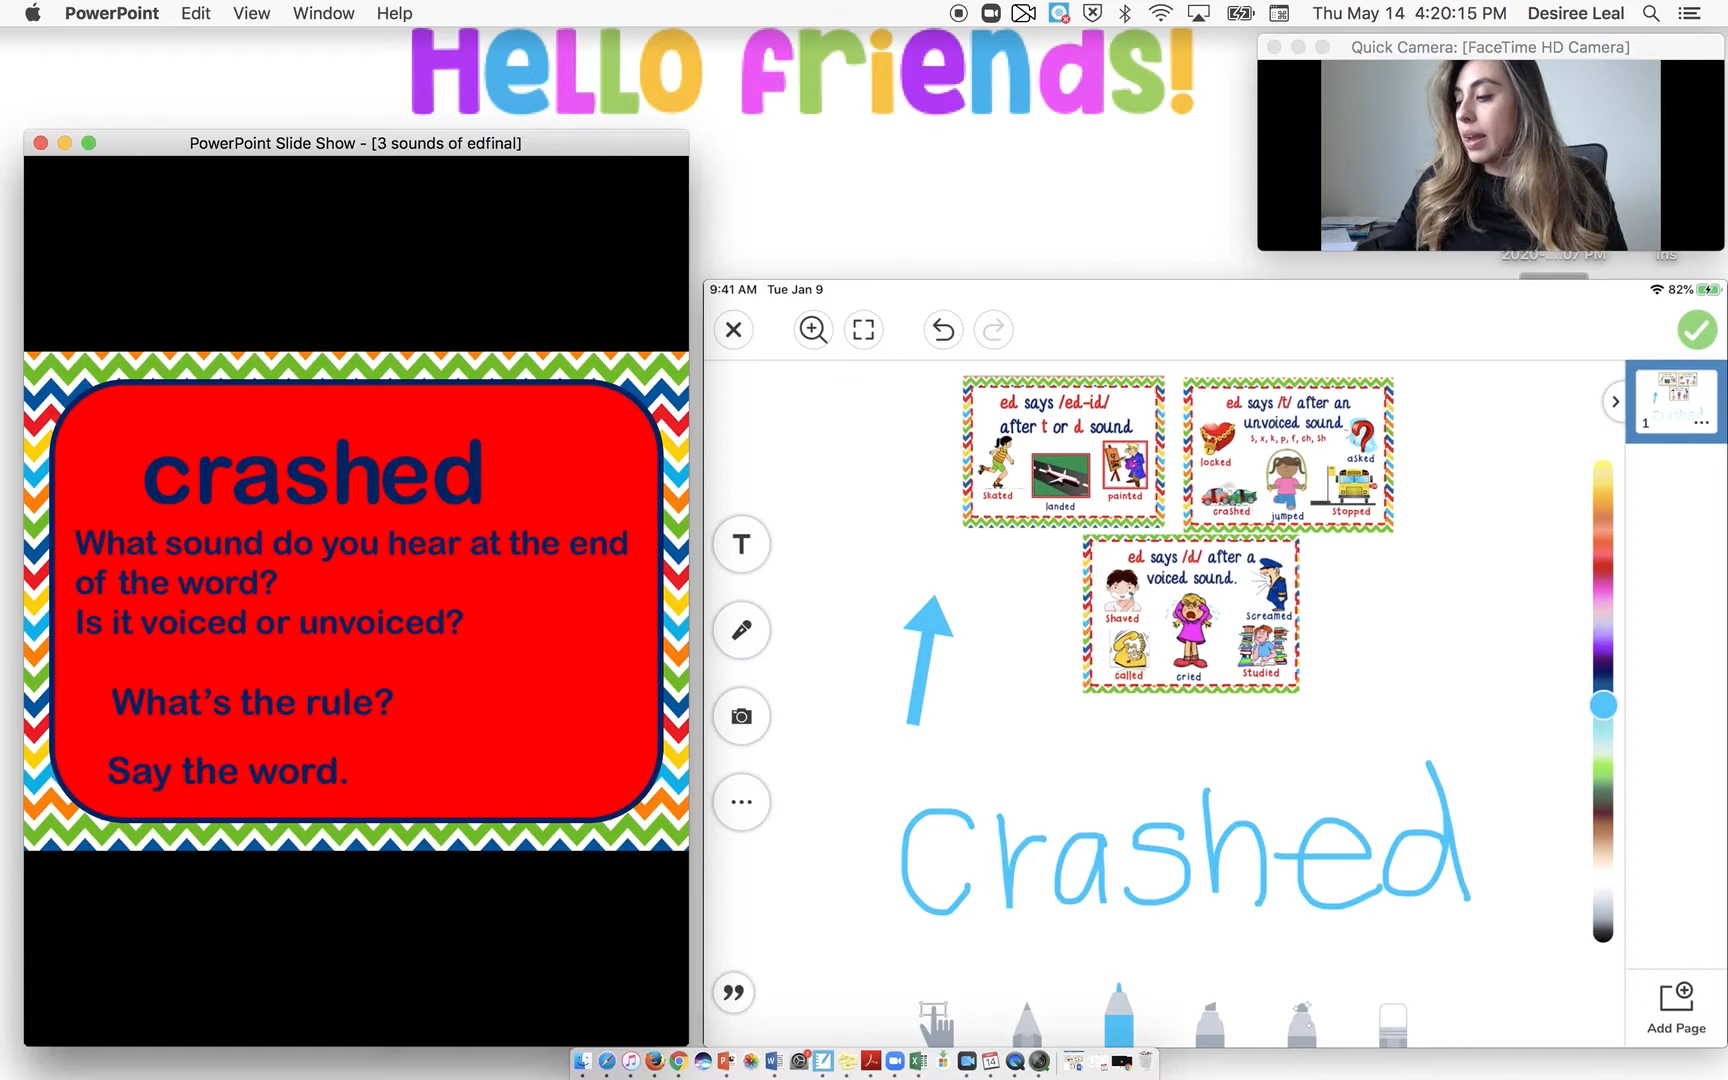 PowerPoint Edit View Window Help Thu May 14 4:20:15 PM Desiree Leal
Hello friends!
Quick Camera: [FaceTime HD Camera]
PowerPoint Slide Show - [3 sounds of edfinal]
crashed
What sound do you hear at the end
of the word?
Is it voiced or unvoiced?
What's the rule?
Say the word.
9:41 AM Tue Jan 9
82%
ed says /ed-id/
after t or d sound
skated
landed
painted
ed says /t/ after an
unvoiced sound
s, x, k, p, f, ch, sh
locked
asked
crashed
jumped
stopped
ed says /d/ after a
voiced sound.
shaved
screamed
called
cried
studied
T
crashed
1
Add Page